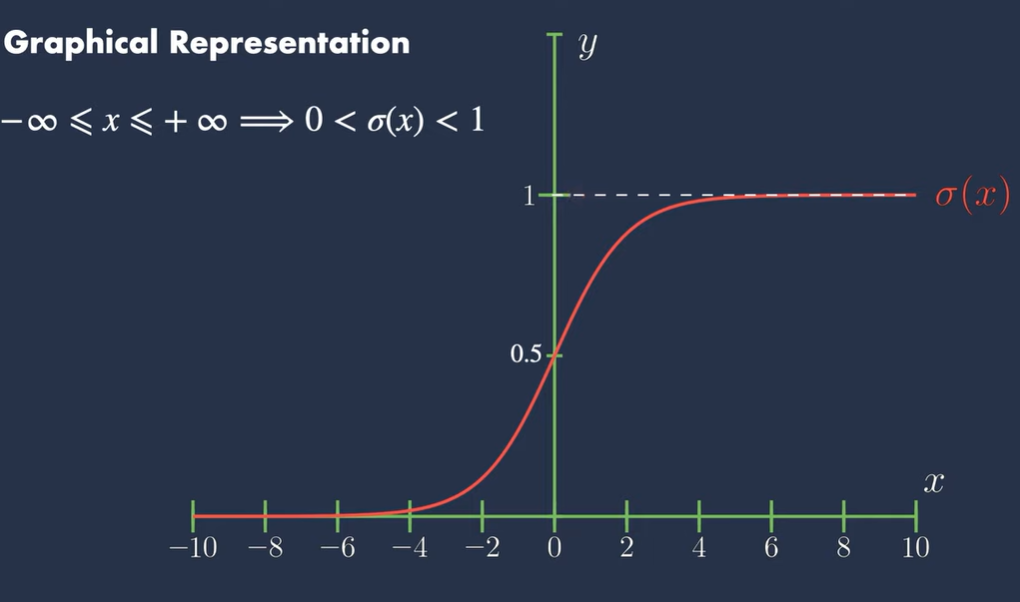 Graphical Representation
y
−∞ ⩽ x ⩽ + ∞ ⟹ 0 < σ(x) < 1
1
σ(x)
0.5
x
−10 −8 −6 −4 −2 0 2 4 6 8 10